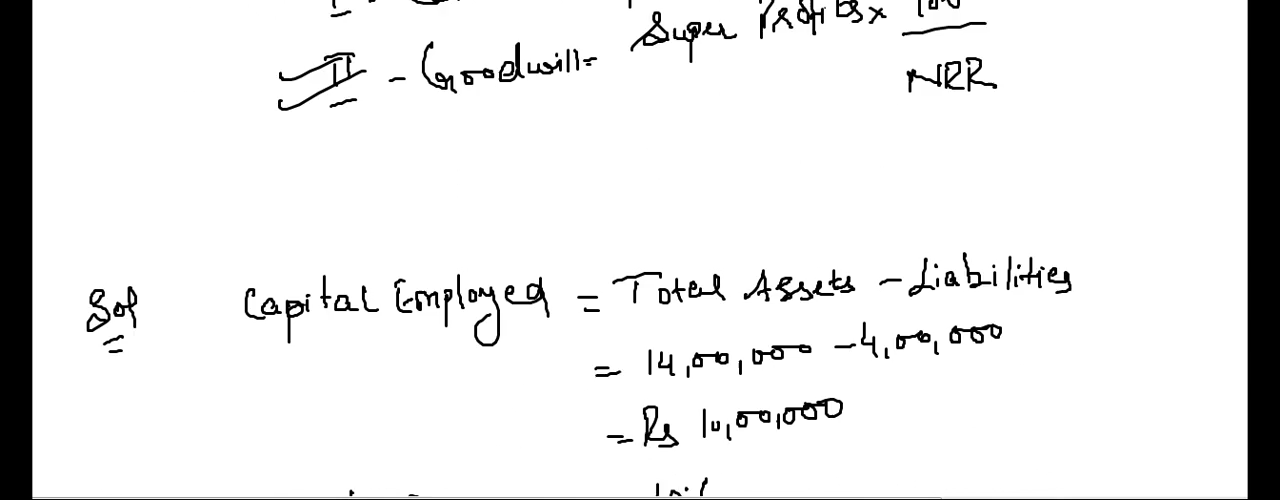 II - Goodwill = Super Profits × 100 / NRR
Sol Capital Employed = Total Assets - Liabilities
= 14,00,000 - 4,00,000
= Rs 10,00,000